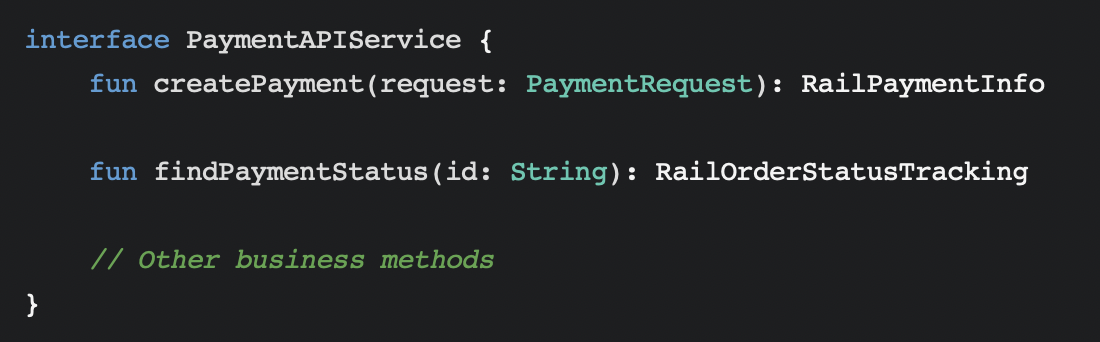 interface PaymentAPIService {
fun createPayment(request: PaymentRequest): RailPaymentInfo
fun findPaymentStatus(id: String): RailOrderStatusTracking
// Other business methods
}